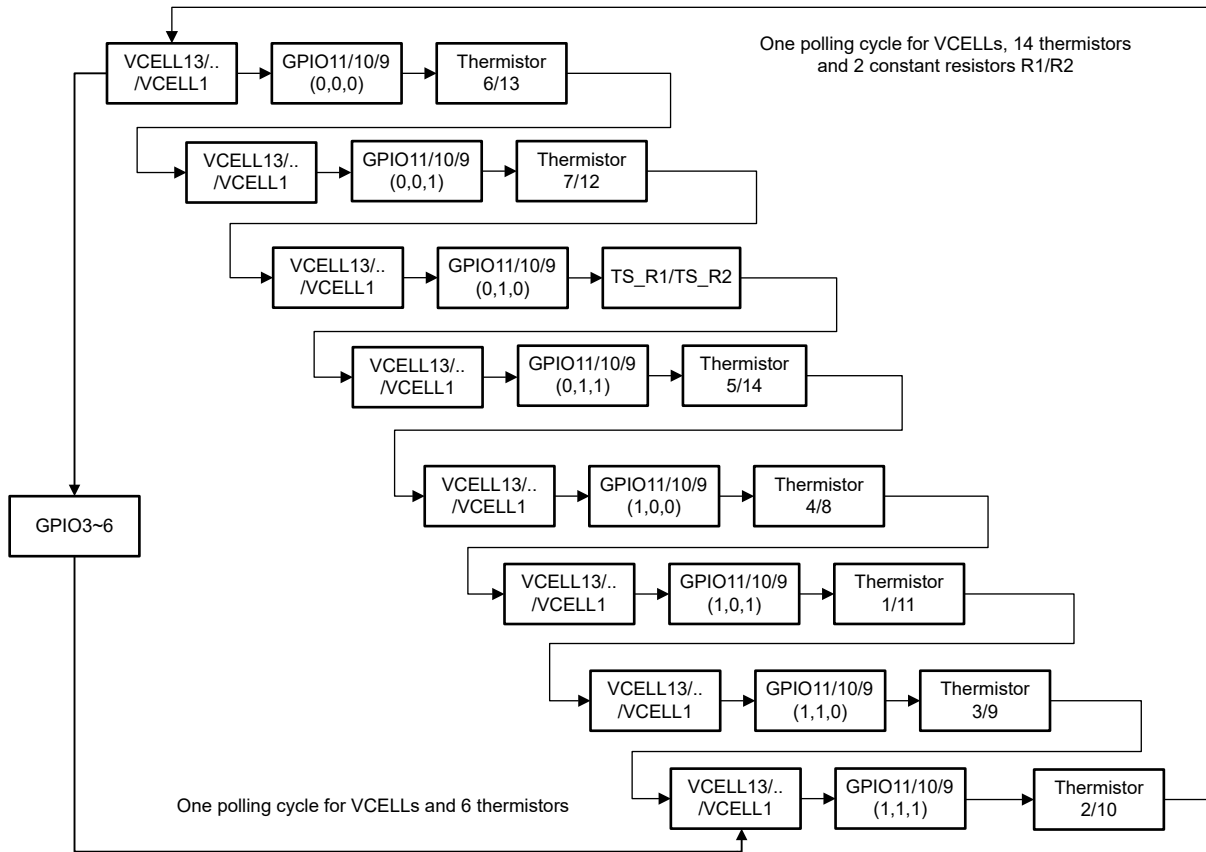 One polling cycle for VCELLs, 14 thermistors
and 2 constant resistors R1/R2
VCELL13/..
/VCELL1
GPIO11/10/9
(0,0,0)
Thermistor
6/13
VCELL13/..
/VCELL1
GPIO11/10/9
(0,0,1)
Thermistor
7/12
VCELL13/..
/VCELL1
GPIO11/10/9
(0,1,0)
TS_R1/TS_R2
VCELL13/..
/VCELL1
GPIO11/10/9
(0,1,1)
Thermistor
5/14
VCELL13/..
/VCELL1
GPIO11/10/9
(1,0,0)
Thermistor
4/8
GPIO3~6
VCELL13/..
/VCELL1
GPIO11/10/9
(1,0,1)
Thermistor
1/11
VCELL13/..
/VCELL1
GPIO11/10/9
(1,1,0)
Thermistor
3/9
VCELL13/..
/VCELL1
GPIO11/10/9
(1,1,1)
Thermistor
2/10
One polling cycle for VCELLs and 6 thermistors